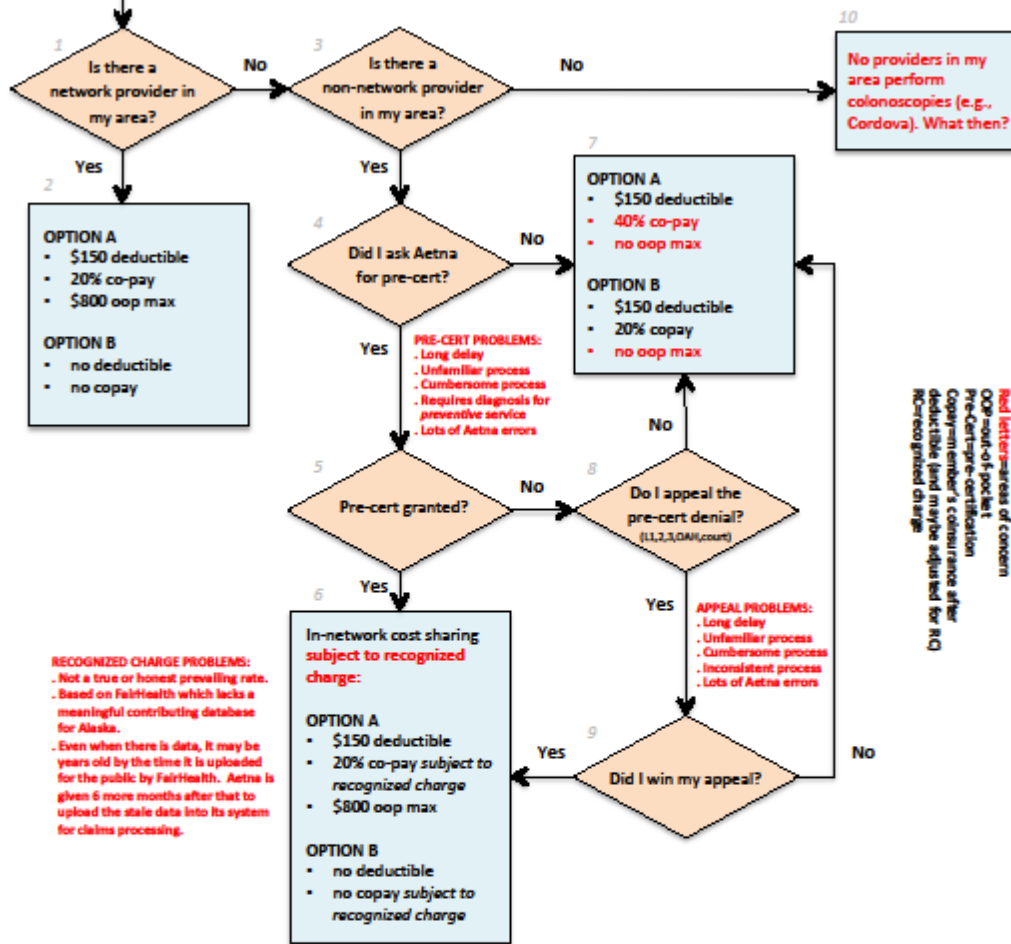 1
Is there a
network provider in
my area?
No
3
Is there a
non-network provider
in my area?
No
10
No providers in my
area perform
colonoscopies (e.g.,
Cordova). What then?
Yes
2
OPTION A
• $150 deductible
• 20% co-pay
• $800 oop max
OPTION B
• no deductible
• no copay
Yes
4
Did I ask Aetna
for pre-cert?
No
7
OPTION A
• $150 deductible
• 40% co-pay
• no oop max
OPTION B
• $150 deductible
• 20% copay
• no oop max
Yes
PRE-CERT PROBLEMS:
. Long delay
. Unfamiliar process
. Cumbersome process
. Requires diagnosis for
preventive service
. Lots of Aetna errors
Red letters=areas of concern
OOP=out-of-pocket
Pre-Cert=pre-certification
Copay=member's coinsurance after
deductible (and maybe adjusted for RC)
RC=recognized charge
5
Pre-cert granted?
No
8
Do I appeal the
pre-cert denial?
(L1,2,3,OAH,court)
No
Yes
6
In-network cost sharing
subject to recognized
charge:
OPTION A
• $150 deductible
• 20% co-pay subject to
recognized charge
• $800 oop max
OPTION B
• no deductible
• no copay subject to
recognized charge
Yes
APPEAL PROBLEMS:
. Long delay
. Unfamiliar process
. Cumbersome process
. Inconsistent process
. Lots of Aetna errors
RECOGNIZED CHARGE PROBLEMS:
. Not a true or honest prevailing rate.
. Based on FairHealth which lacks a
meaningful contributing database
for Alaska.
. Even when there is data, it may be
years old by the time it is uploaded
for the public by FairHealth. Aetna is
given 6 more months after that to
upload the stale data into its system
for claims processing.
9
Did I win my appeal?
Yes
No